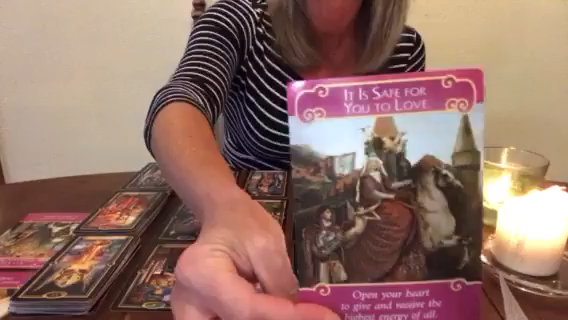 IT IS SAFE FOR
YOU TO LOVE
Open your heart
to give and receive the
highest energy of all.